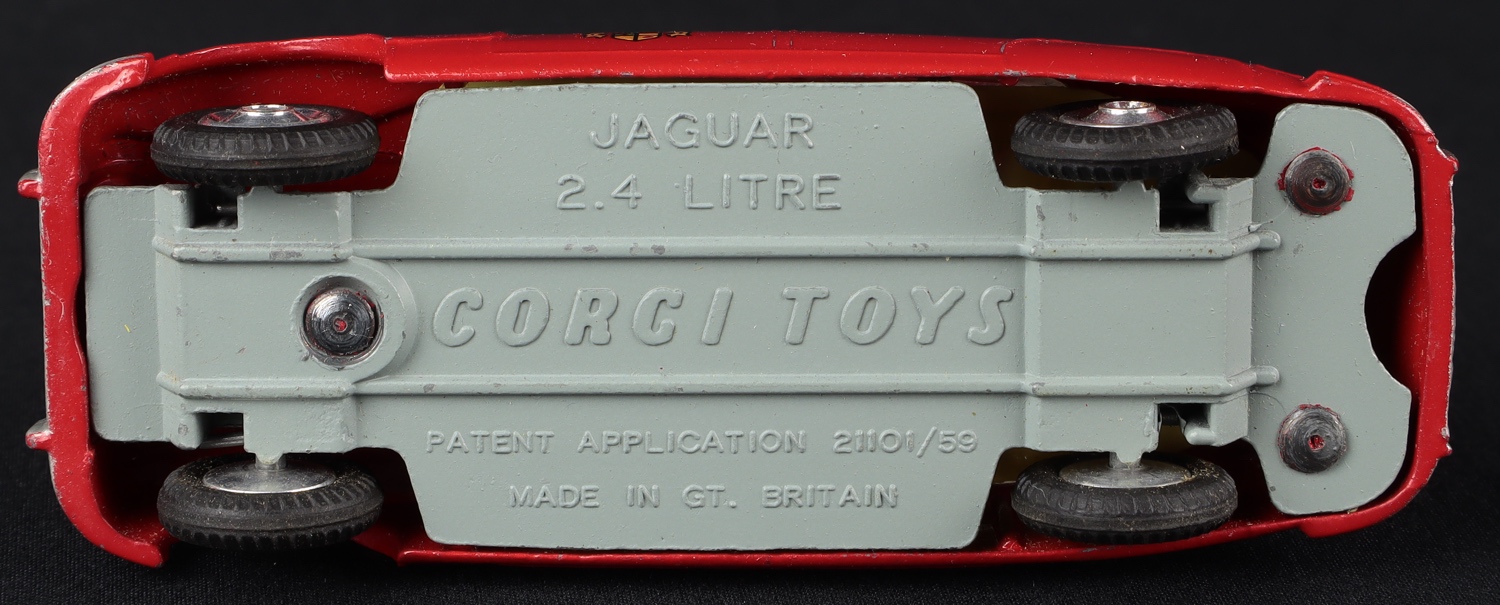 JAGUAR
2.4 LITRE
CORGI TOYS
PATENT APPLICATION 21101/59
MADE IN GT. BRITAIN